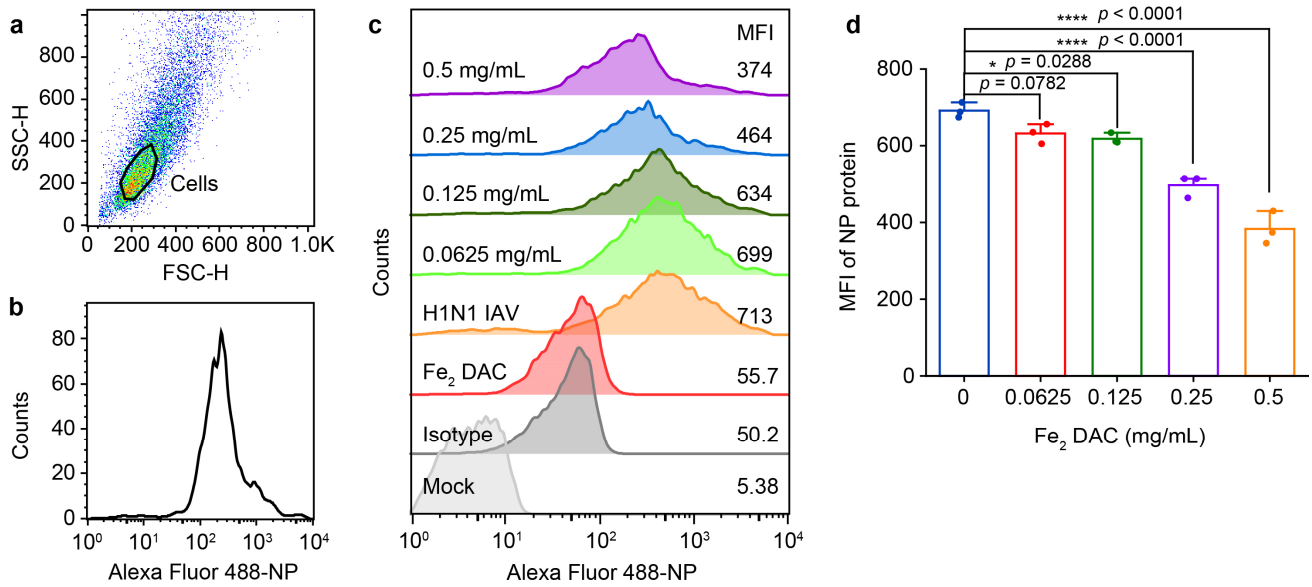 a
800
600
400
200
0
SSC-H
Cells
0 200 400 600 800 1.0K
FSC-H
b
80
60
40
20
0
Counts
10⁰ 10¹ 10² 10³ 10⁴
Alexa Fluor 488-NP
c
MFI
0.5 mg/mL 374
0.25 mg/mL 464
0.125 mg/mL 634
0.0625 mg/mL 699
H1N1 IAV 713
Fe₂ DAC 55.7
Isotype 50.2
Mock 5.38
Counts
10⁰ 10¹ 10² 10³ 10⁴
Alexa Fluor 488-NP
d
**** p < 0.0001
**** p < 0.0001
* p = 0.0288
p = 0.0782
800
600
400
200
0
MFI of NP protein
0 0.0625 0.125 0.25 0.5
Fe₂ DAC (mg/mL)